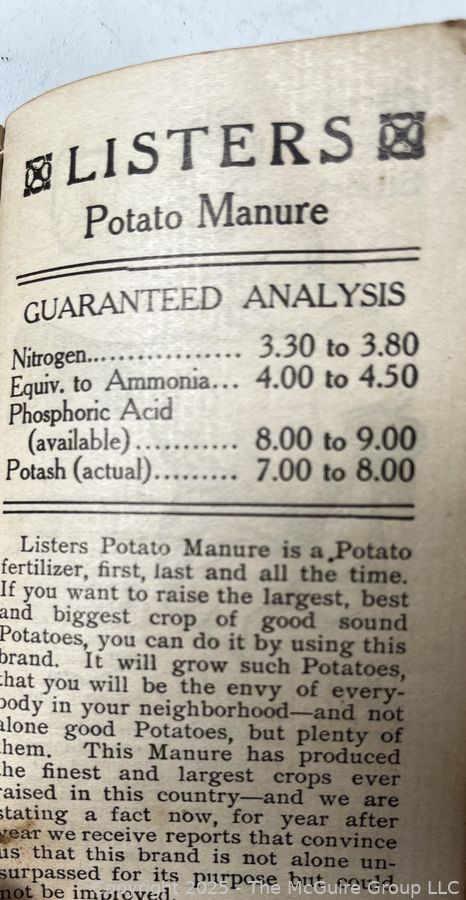 LISTERS
Potato Manure
GUARANTEED ANALYSIS
Nitrogen................. 3.30 to 3.80
Equiv. to Ammonia... 4.00 to 4.50
Phosphoric Acid
(available)........... 8.00 to 9.00
Potash (actual)......... 7.00 to 8.00
Listers Potato Manure is a Potato
fertilizer, first, last and all the time.
If you want to raise the largest, best
and biggest crop of good sound
Potatoes, you can do it by using this
brand. It will grow such Potatoes,
that you will be the envy of every-
body in your neighborhood—and not
alone good Potatoes, but plenty of
them. This Manure has produced
the finest and largest crops ever
raised in this country—and we are
stating a fact now, for year after
year we receive reports that convince
us that this brand is not alone un-
surpassed for its purpose but could
not be improved.
Copyright 2025 - The McGuire Group LLC